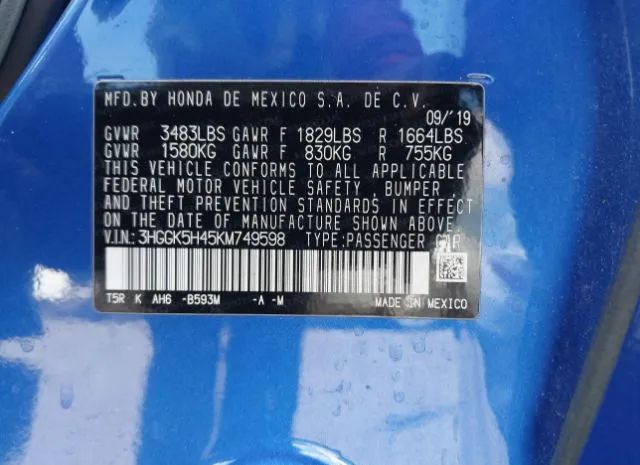 MFD.BY HONDA DE MEXICO S.A. DE C.V.
09/'19
GVWR 3483LBS GAWR F 1829LBS R 1664LBS
GVWR 1580KG GAWR F 830KG R 755KG
THIS VEHICLE CONFORMS TO ALL APPLICABLE
FEDERAL MOTOR VEHICLE SAFETY, BUMPER
AND THEFT PREVENTION STANDARDS IN EFFECT
ON THE DATE OF MANUFACTURE SHOWN ABOVE.
V.I.N.:3HGGK5H45KM749598 TYPE:PASSENGER CAR
T5R K AH6 -B593M -A -M MADE IN MEXICO